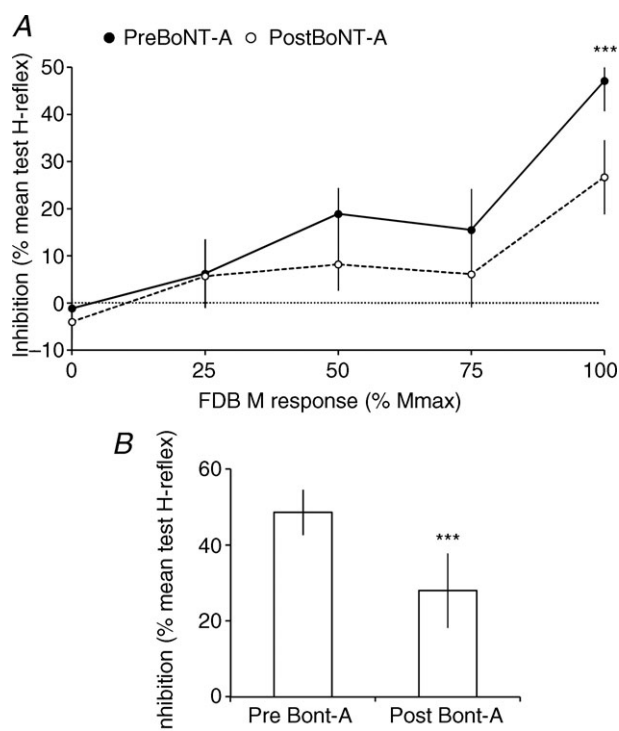 A
PreBoNT-A PostBoNT-A
***
50
40
30
20
10
0
–10
Inhibition (% mean test H-reflex)
0 25 50 75 100
FDB M response (% Mmax)
B
60
40
20
0
nhibition (% mean test H-reflex)
***
Pre Bont-A Post Bont-A